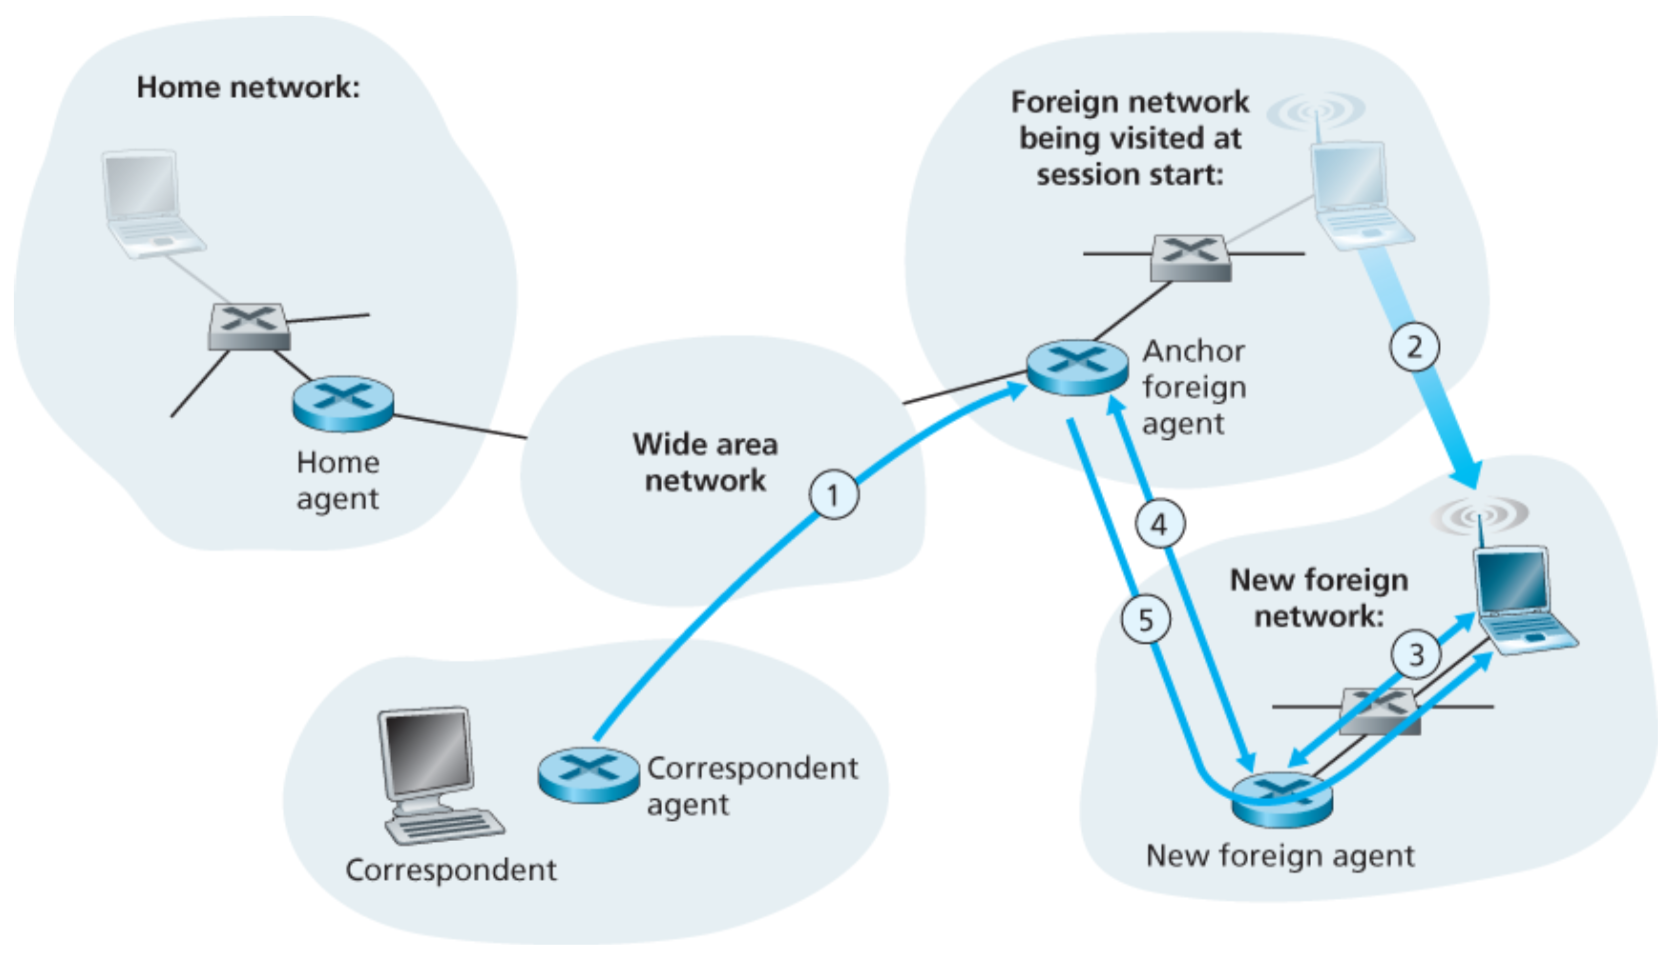 Home network:
Home
agent
Wide area
network
1
Foreign network
being visited at
session start:
Anchor
foreign
agent
2
4
5
New foreign
network:
3
New foreign agent
Correspondent
agent
Correspondent